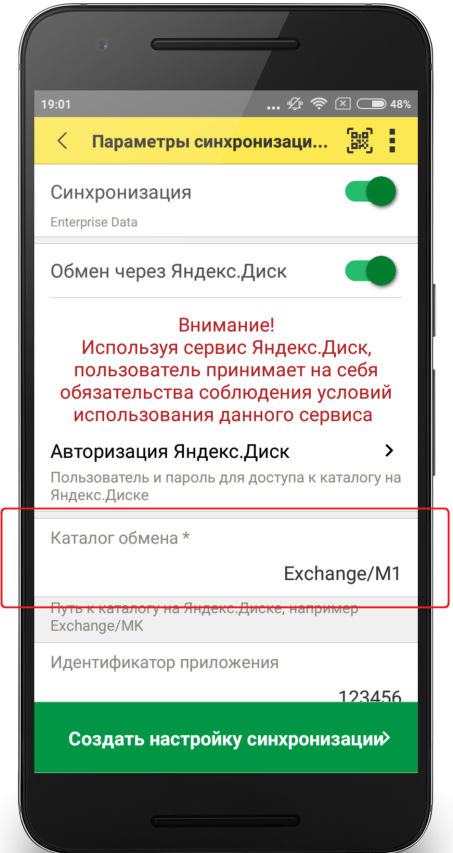 19:01 ... 48%
Параметры синхронизаци...
Синхронизация
Enterprise Data
Обмен через Яндекс.Диск
Внимание!
Используя сервис Яндекс.Диск,
пользователь принимает на себя
обязательства соблюдения условий
использования данного сервиса
Авторизация Яндекс.Диск
Пользователь и пароль для доступа к каталогу на
Яндекс.Диске
Каталог обмена *
Exchange/M1
Путь к каталогу на Яндекс.Диске, например
Exchange/MK
Идентификатор приложения
123456
Создать настройку синхронизации